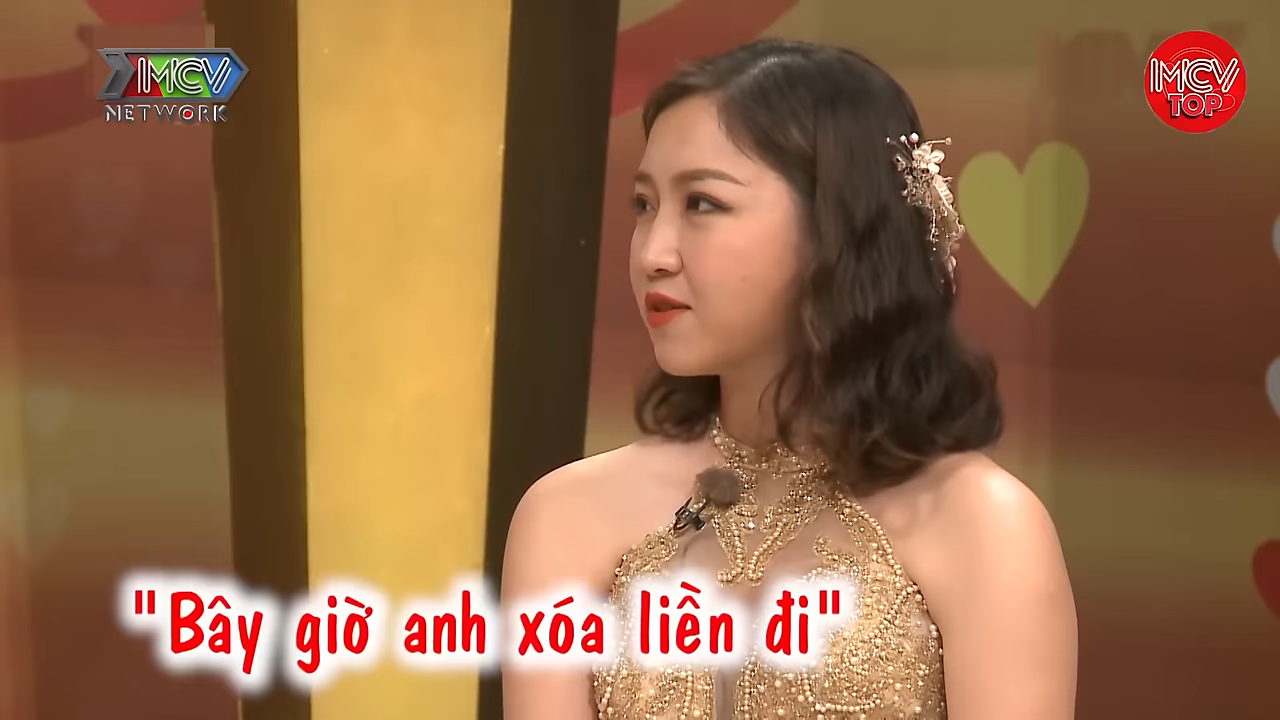 MCV
NETWORK
MCV
TOP
"Bây giờ anh xóa liền đi"